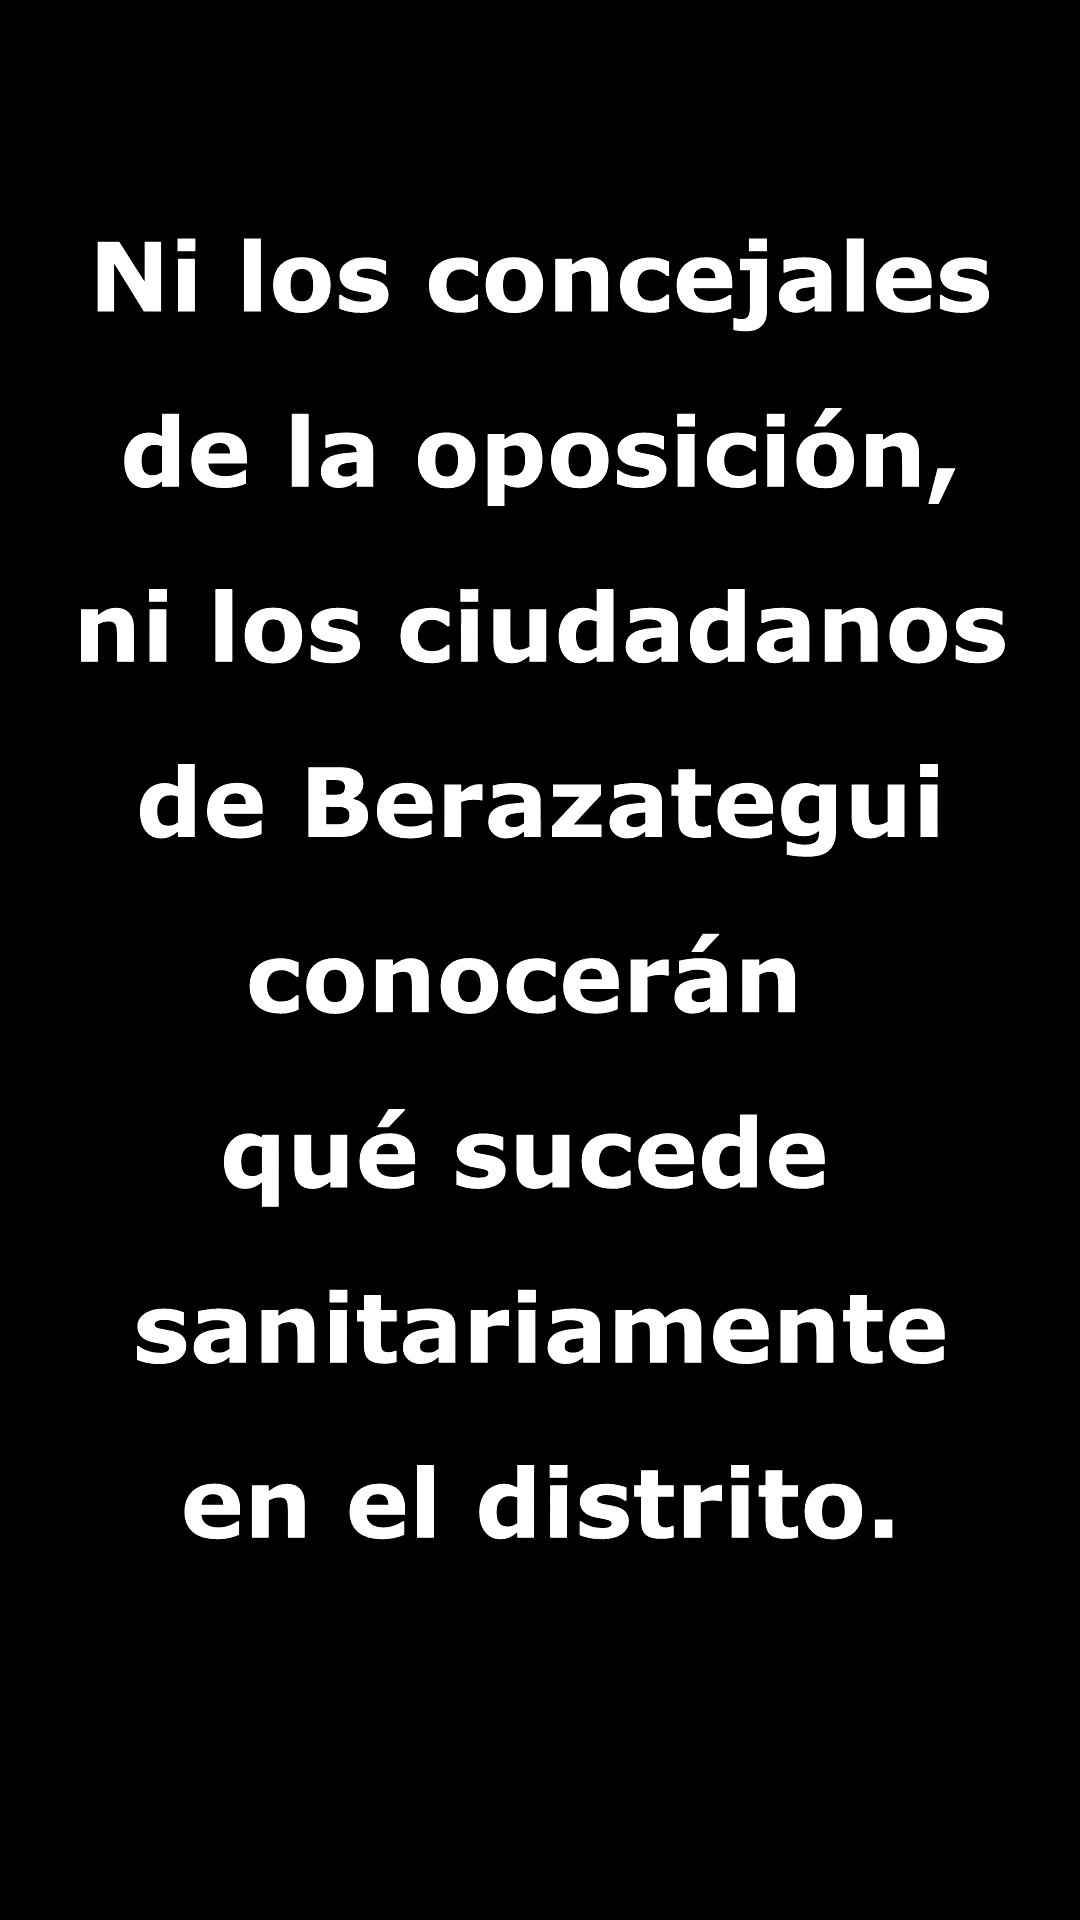 Ni los concejales
de la oposición,
ni los ciudadanos
de Berazategui
conocerán
qué sucede
sanitariamente
en el distrito.